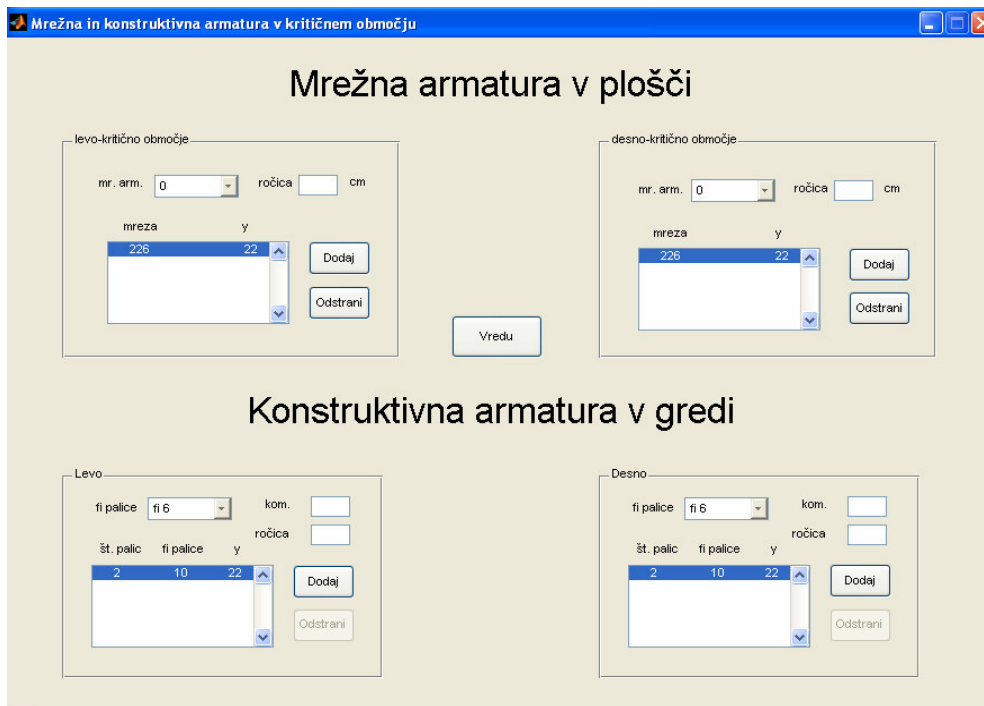 Mrežna in konstruktivna armatura v kritičnem območju
Mrežna armatura v plošči
levo-kritično območje
mr. arm. 0 ročica cm
mreza y
226 22
Dodaj
Odstrani
desno-kritično območje
mr. arm. 0 ročica cm
mreza y
226 22
Dodaj
Odstrani
Vredu
Konstruktivna armatura v gredi
Levo
fi palice fi 6 kom.
ročica
št. palic fi palice y
2 10 22
Dodaj
Odstrani
Desno
fi palice fi 6 kom.
ročica
št. palic fi palice y
2 10 22
Dodaj
Odstrani